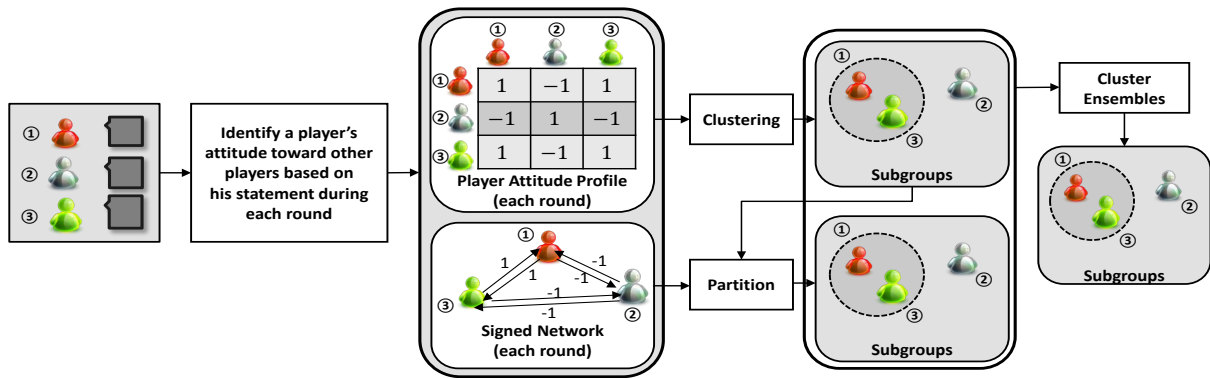 ①
②
③
Identify a player's
attitude toward other
players based on
his statement during
each round
① ② ③
① 1 −1 1
② −1 1 −1
③ 1 −1 1
Player Attitude Profile
(each round)
①
1 1 -1 -1
-1
-1
③ ②
Signed Network
(each round)
Clustering
Partition
①
②
③
Subgroups
①
②
③
Subgroups
Cluster
Ensembles
①
②
③
Subgroups